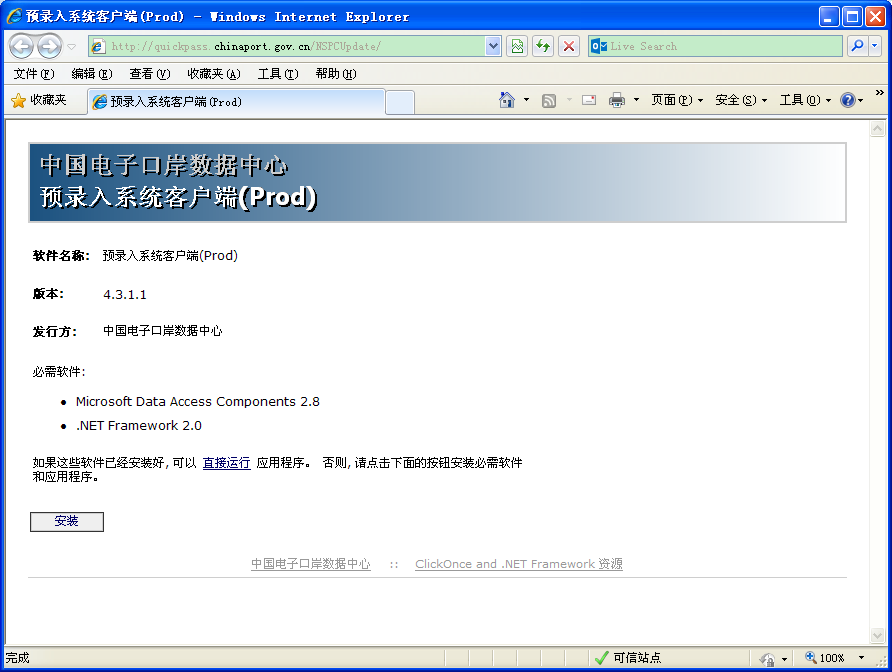 预录入系统客户端(Prod) - Windows Internet Explorer
http://quickpass.chinaport.gov.cn/NSPCUpdate/
Live Search
文件(F) 编辑(E) 查看(V) 收藏夹(A) 工具(T) 帮助(H)
收藏夹 预录入系统客户端(Prod) 页面(P) 安全(S) 工具(O) »
中国电子口岸数据中心
预录入系统客户端(Prod)
软件名称: 预录入系统客户端(Prod)
版本: 4.3.1.1
发行方: 中国电子口岸数据中心
必需软件:
• Microsoft Data Access Components 2.8
• .NET Framework 2.0
如果这些软件已经安装好, 可以 直接运行 应用程序。 否则, 请点击下面的按钮安装必需软件
和应用程序。
安装
中国电子口岸数据中心 :: ClickOnce and .NET Framework 资源
完成 可信站点 100%